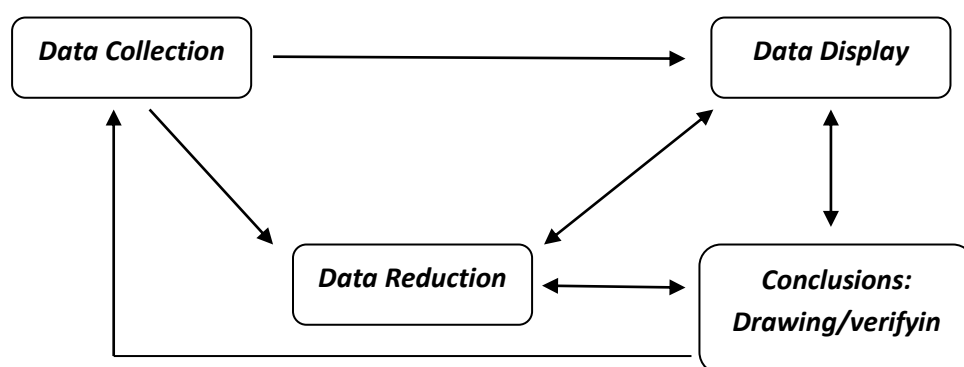 Data Collection
Data Display
Data Reduction
Conclusions:
Drawing/verifyin